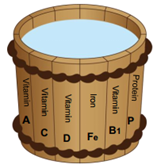 Vitamin A
Vitamin C
Vitamin D
Iron Fe
Vitamin B1
Protein P